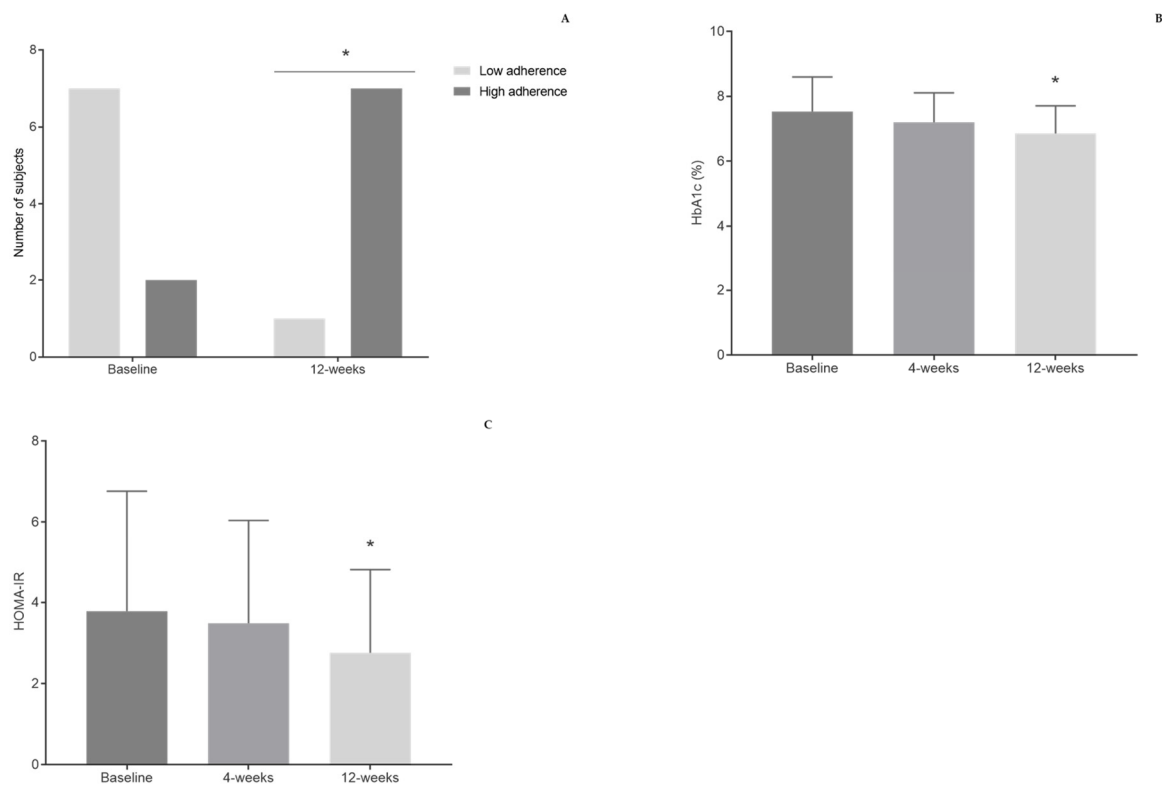 A
8
6
4
2
0
Number of subjects
*
Low adherence
High adherence
Baseline
12-weeks
B
10
8
6
4
2
0
HbA1c (%)
*
Baseline
4-weeks
12-weeks
C
8
6
4
2
0
HOMA-IR
*
Baseline
4-weeks
12-weeks